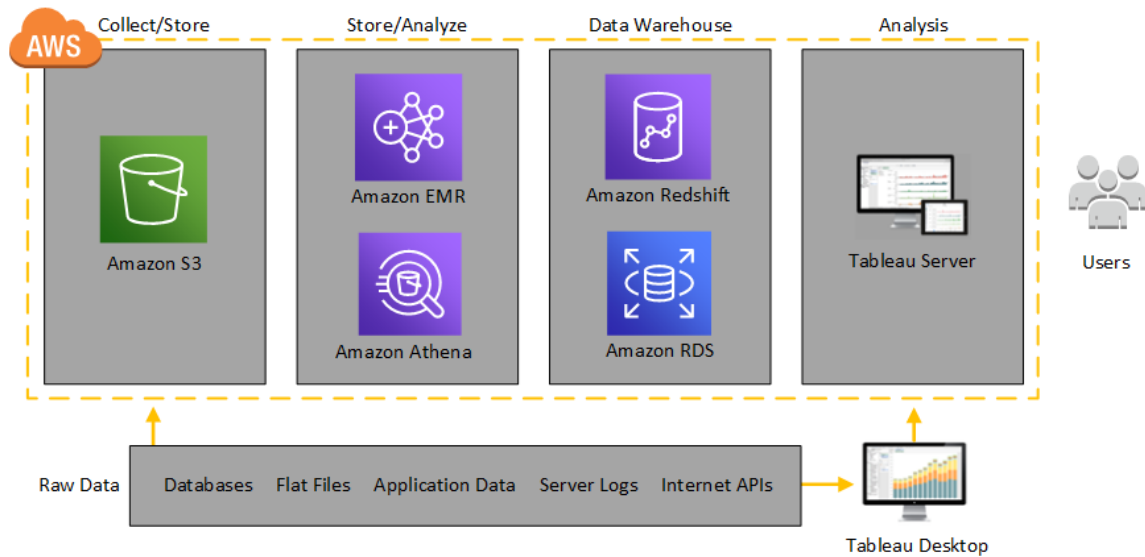 Collect/Store
Store/Analyze
Data Warehouse
Analysis
AWS
Amazon S3
Amazon EMR
Amazon Athena
Amazon Redshift
Amazon RDS
Tableau Server
Users
Raw Data
Databases
Flat Files
Application Data
Server Logs
Internet APIs
Tableau Desktop